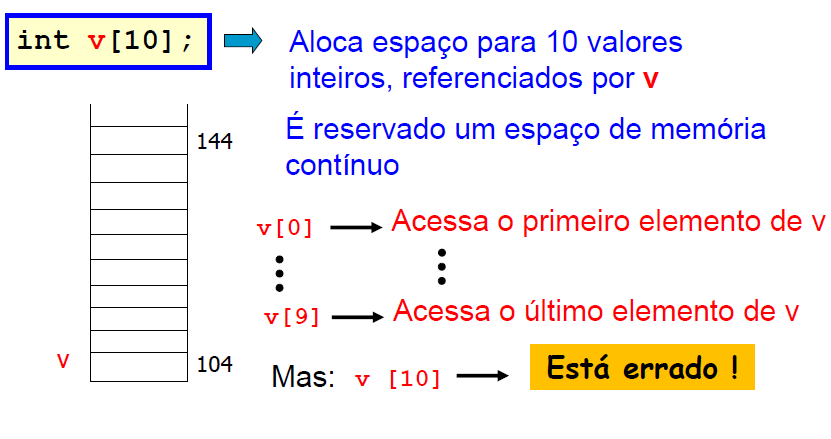 int v[10];
Aloca espaço para 10 valores
inteiros, referenciados por v
É reservado um espaço de memória
contínuo
144
v[0]
Acessa o primeiro elemento de v
v[9]
Acessa o último elemento de v
v
104
Mas: v [10]
Está errado !